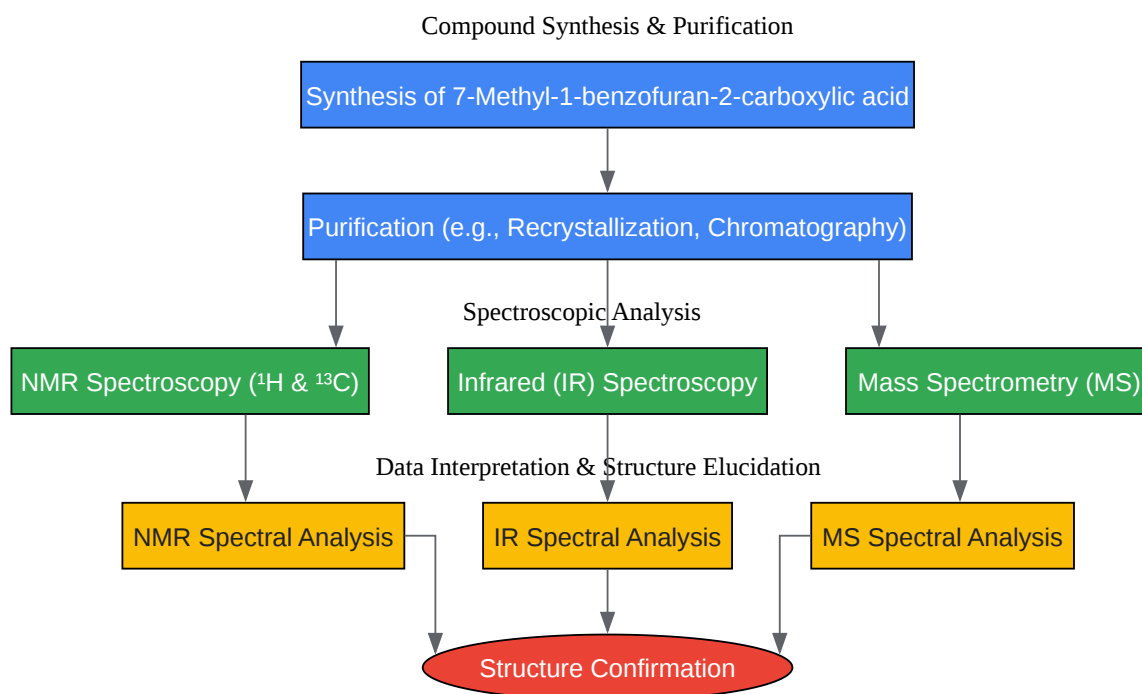 Compound Synthesis & Purification
Synthesis of 7-Methyl-1-benzofuran-2-carboxylic acid
Purification (e.g., Recrystallization, Chromatography)
Spectroscopic Analysis
NMR Spectroscopy (¹H & ¹³C)
Infrared (IR) Spectroscopy
Mass Spectrometry (MS)
Data Interpretation & Structure Elucidation
NMR Spectral Analysis
IR Spectral Analysis
MS Spectral Analysis
Structure Confirmation